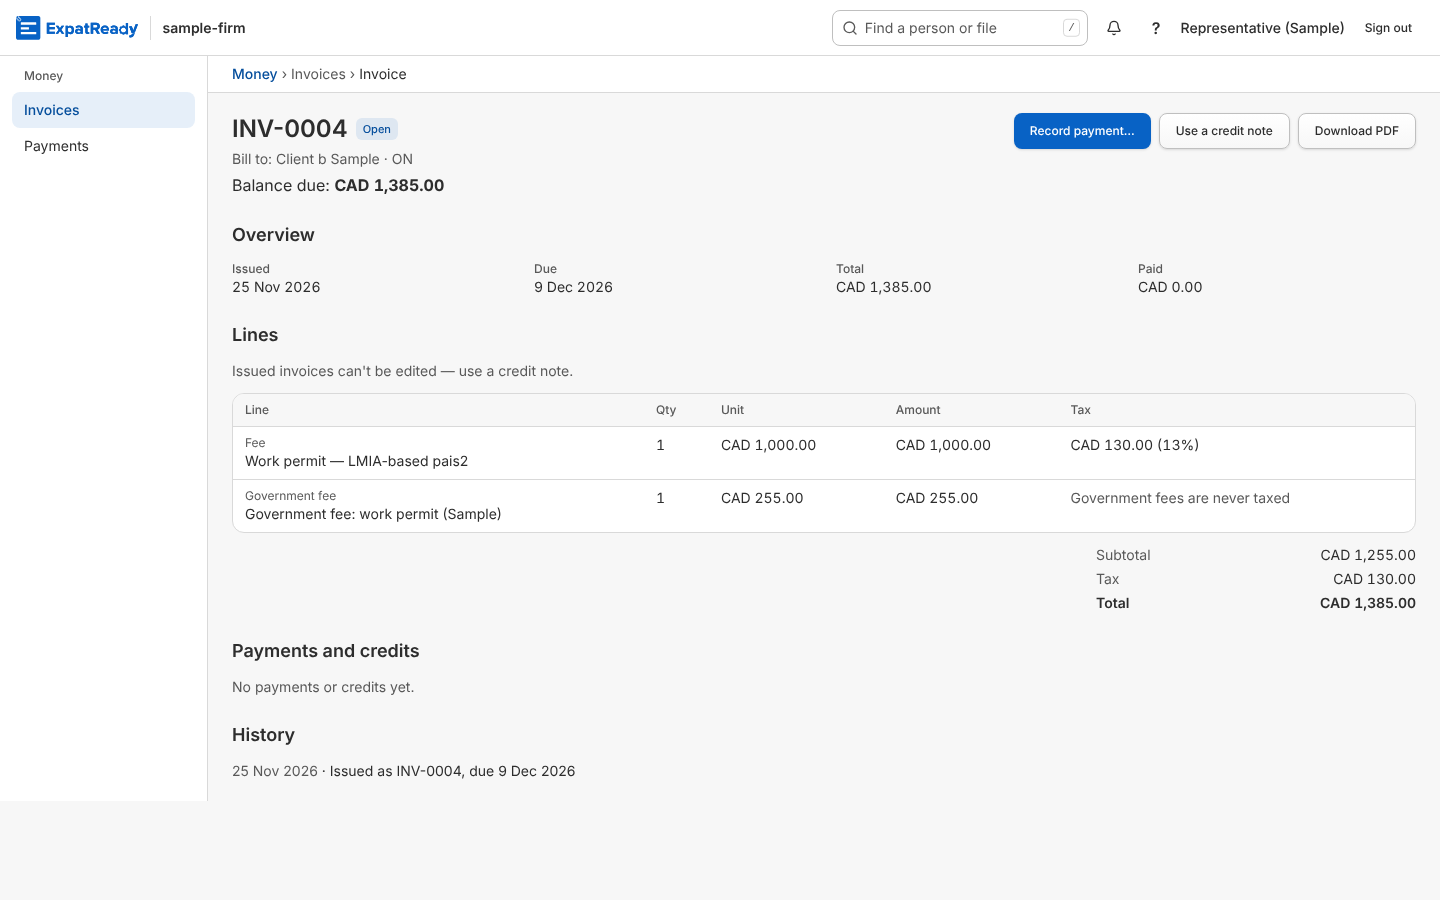 ExpatReady
sample-firm
Find a person or file /
?
Representative (Sample)
Sign out
Money
Invoices
Payments
Money › Invoices › Invoice
INV-0004 Open
Record payment...
Use a credit note
Download PDF
Bill to: Client b Sample · ON
Balance due: CAD 1,385.00
Overview
Issued Due Total Paid
25 Nov 2026 9 Dec 2026 CAD 1,385.00 CAD 0.00
Lines
Issued invoices can't be edited — use a credit note.
Line Qty Unit Amount Tax
Fee
Work permit — LMIA-based pais2 1 CAD 1,000.00 CAD 1,000.00 CAD 130.00 (13%)
Government fee
Government fee: work permit (Sample) 1 CAD 255.00 CAD 255.00 Government fees are never taxed
Subtotal CAD 1,255.00
Tax CAD 130.00
Total CAD 1,385.00
Payments and credits
No payments or credits yet.
History
25 Nov 2026 · Issued as INV-0004, due 9 Dec 2026